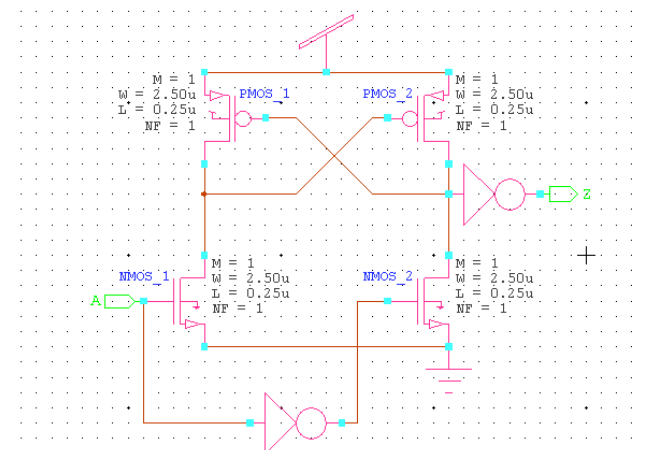 M = 1
W = 2.50u
L = 0.25u
NF = 1
PMOS_1
PMOS_2
M = 1
W = 2.50u
L = 0.25u
NF = 1
Z
NMOS_1
M = 1
W = 2.50u
L = 0.25u
NF = 1
NMOS_2
M = 1
W = 2.50u
L = 0.25u
NF = 1
A